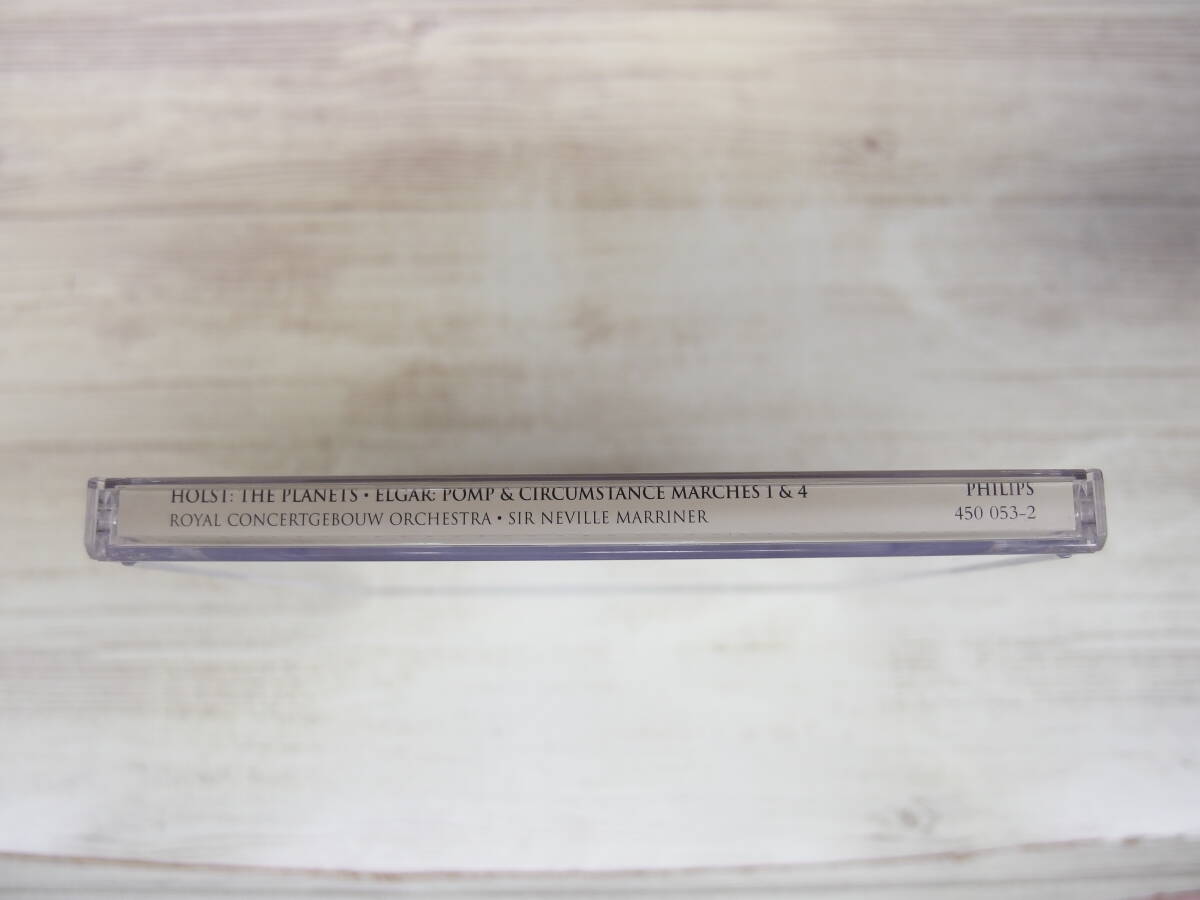 HOLST: THE PLANETS • ELGAR: POMP & CIRCUMSTANCE MARCHES 1 & 4
ROYAL CONCERTGEBOUW ORCHESTRA • SIR NEVILLE MARRINER
PHILIPS
450 053-2